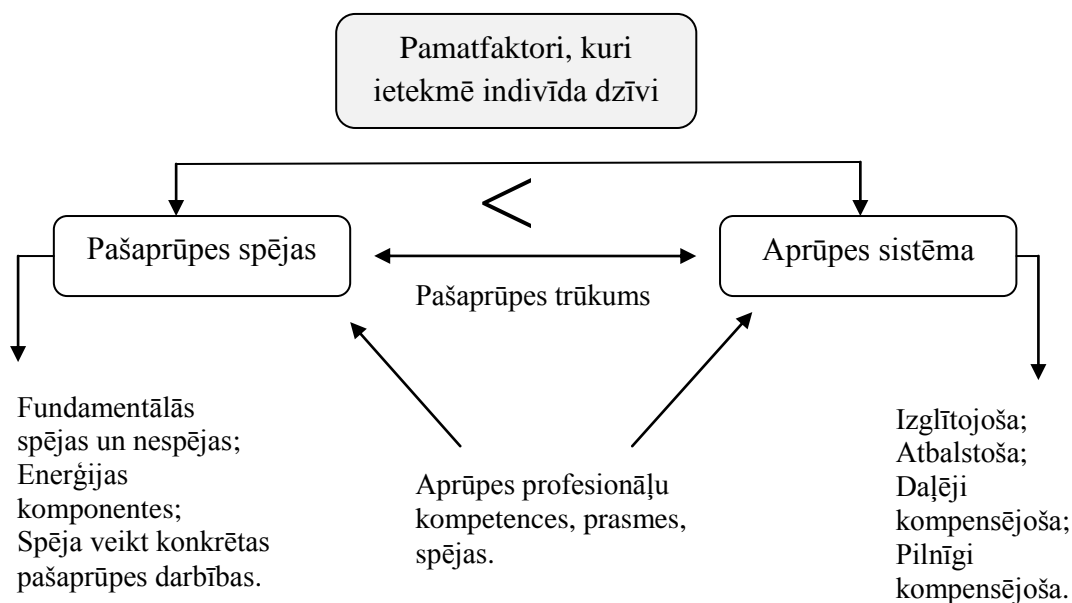 Pamatfaktori, kuri
ietekmē indivīda dzīvi
<
Pašaprūpes spējas
Aprūpes sistēma
Pašaprūpes trūkums
Fundamentālās
spējas un nespējas;
Enerģijas
komponentes;
Spēja veikt konkrētas
pašaprūpes darbības.
Aprūpes profesionāļu
kompetences, prasmes,
spējas.
Izglītojoša;
Atbalstoša;
Daļēji
kompensējoša;
Pilnīgi
kompensējoša.